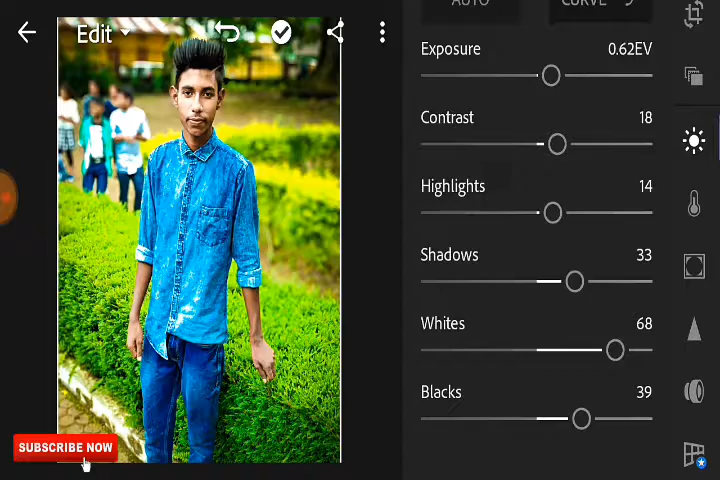 Edit
AUTO
CURVE
Exposure 0.62EV
Contrast 18
Highlights 14
Shadows 33
Whites 68
Blacks 39
SUBSCRIBE NOW